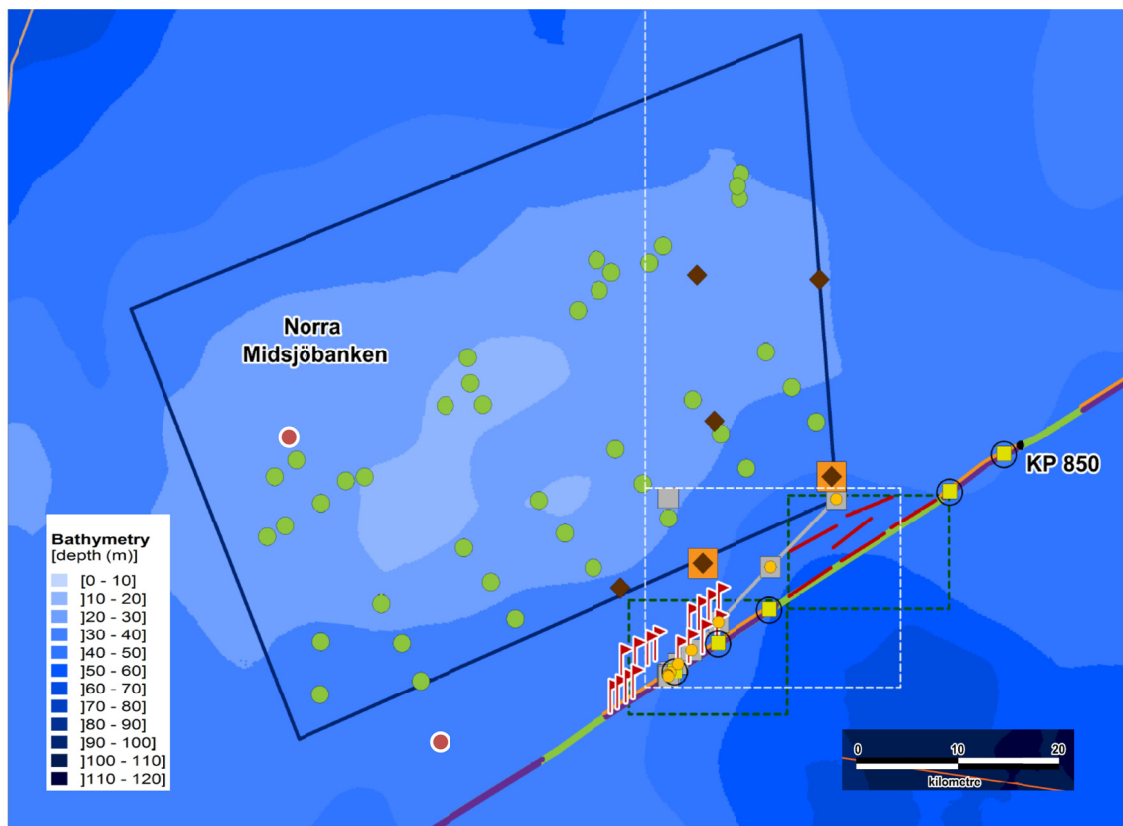 Norra
Midsjöbanken
KP 850
Bathymetry
[depth (m)]
[0 - 10]
]10 - 20]
]20 - 30]
]30 - 40]
]40 - 50]
]50 - 60]
]60 - 70]
]70 - 80]
]80 - 90]
]90 - 100]
]100 - 110]
]110 - 120]
0 10 20
kilometre